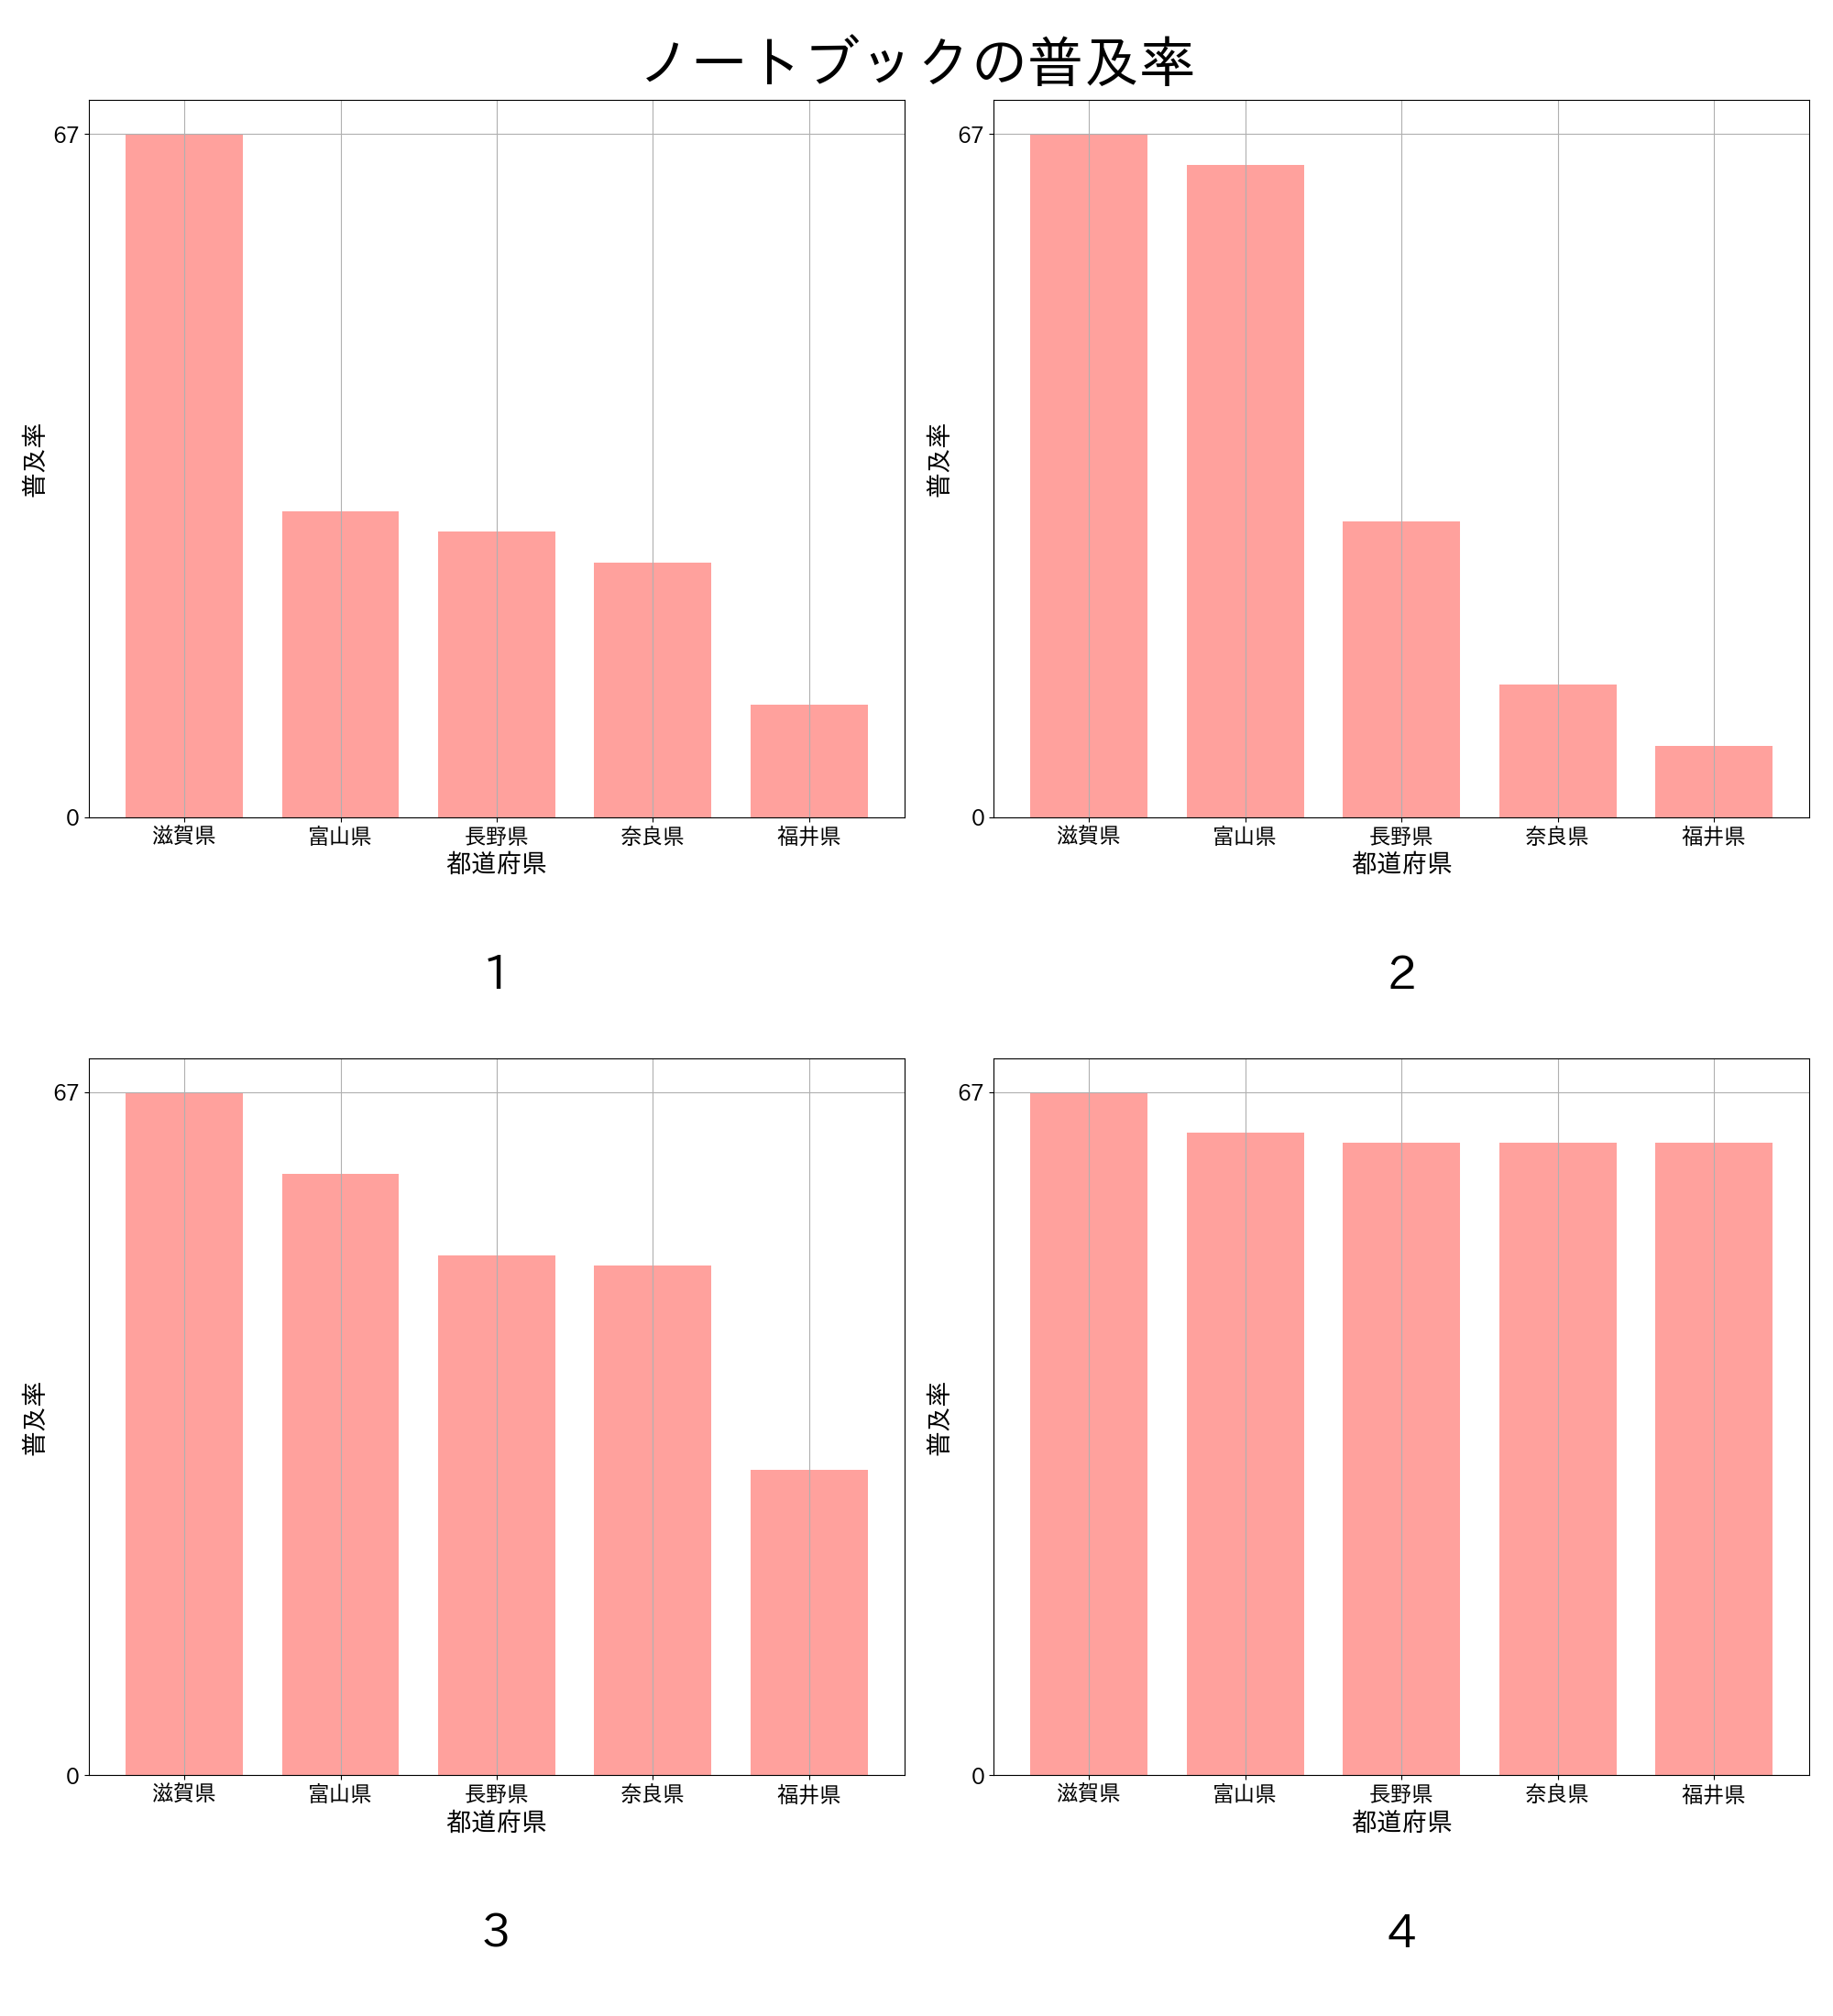 ノートブックの普及率
67
0
普及率
滋賀県 富山県 長野県 奈良県 福井県
都道府県
1
67
0
普及率
滋賀県 富山県 長野県 奈良県 福井県
都道府県
2
67
0
普及率
滋賀県 富山県 長野県 奈良県 福井県
都道府県
3
67
0
普及率
滋賀県 富山県 長野県 奈良県 福井県
都道府県
4